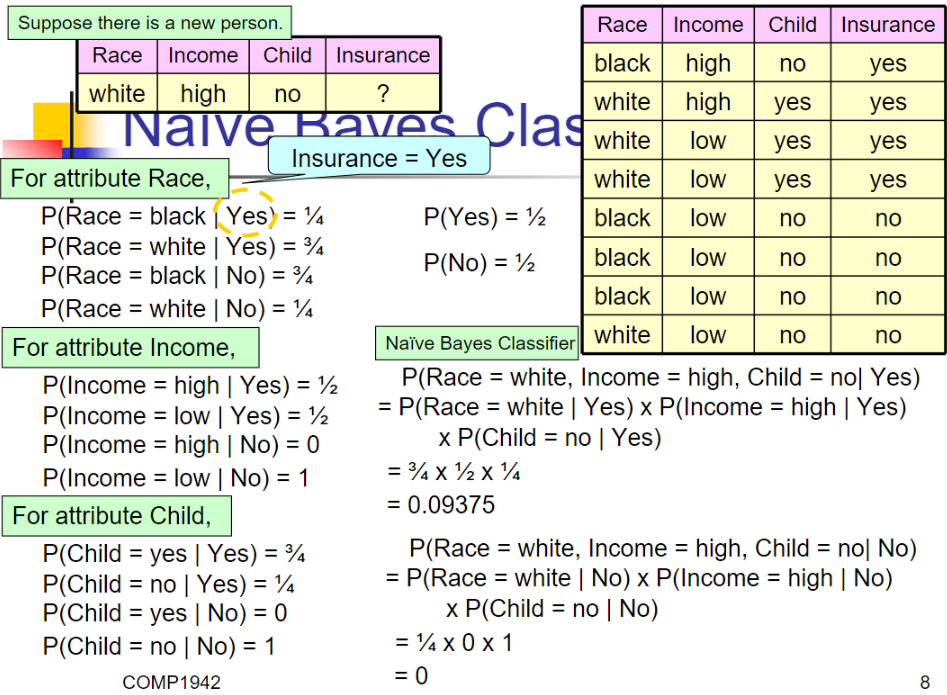 Suppose there is a new person.
Race Income Child Insurance
white high no ?
Naïve Bayes Clas
Race Income Child Insurance
black high no yes
white high yes yes
white low yes yes
white low yes yes
black low no no
black low no no
black low no no
white low no no
Insurance = Yes
For attribute Race,
P(Race = black | Yes) = ¼
P(Race = white | Yes) = ¾
P(Race = black | No) = ¾
P(Race = white | No) = ¼
P(Yes) = ½
P(No) = ½
For attribute Income,
P(Income = high | Yes) = ½
P(Income = low | Yes) = ½
P(Income = high | No) = 0
P(Income = low | No) = 1
For attribute Child,
P(Child = yes | Yes) = ¾
P(Child = no | Yes) = ¼
P(Child = yes | No) = 0
P(Child = no | No) = 1
Naïve Bayes Classifier
P(Race = white, Income = high, Child = no| Yes)
= P(Race = white | Yes) x P(Income = high | Yes)
x P(Child = no | Yes)
= ¾ x ½ x ¼
= 0.09375
P(Race = white, Income = high, Child = no| No)
= P(Race = white | No) x P(Income = high | No)
x P(Child = no | No)
= ¼ x 0 x 1
= 0
COMP1942
8